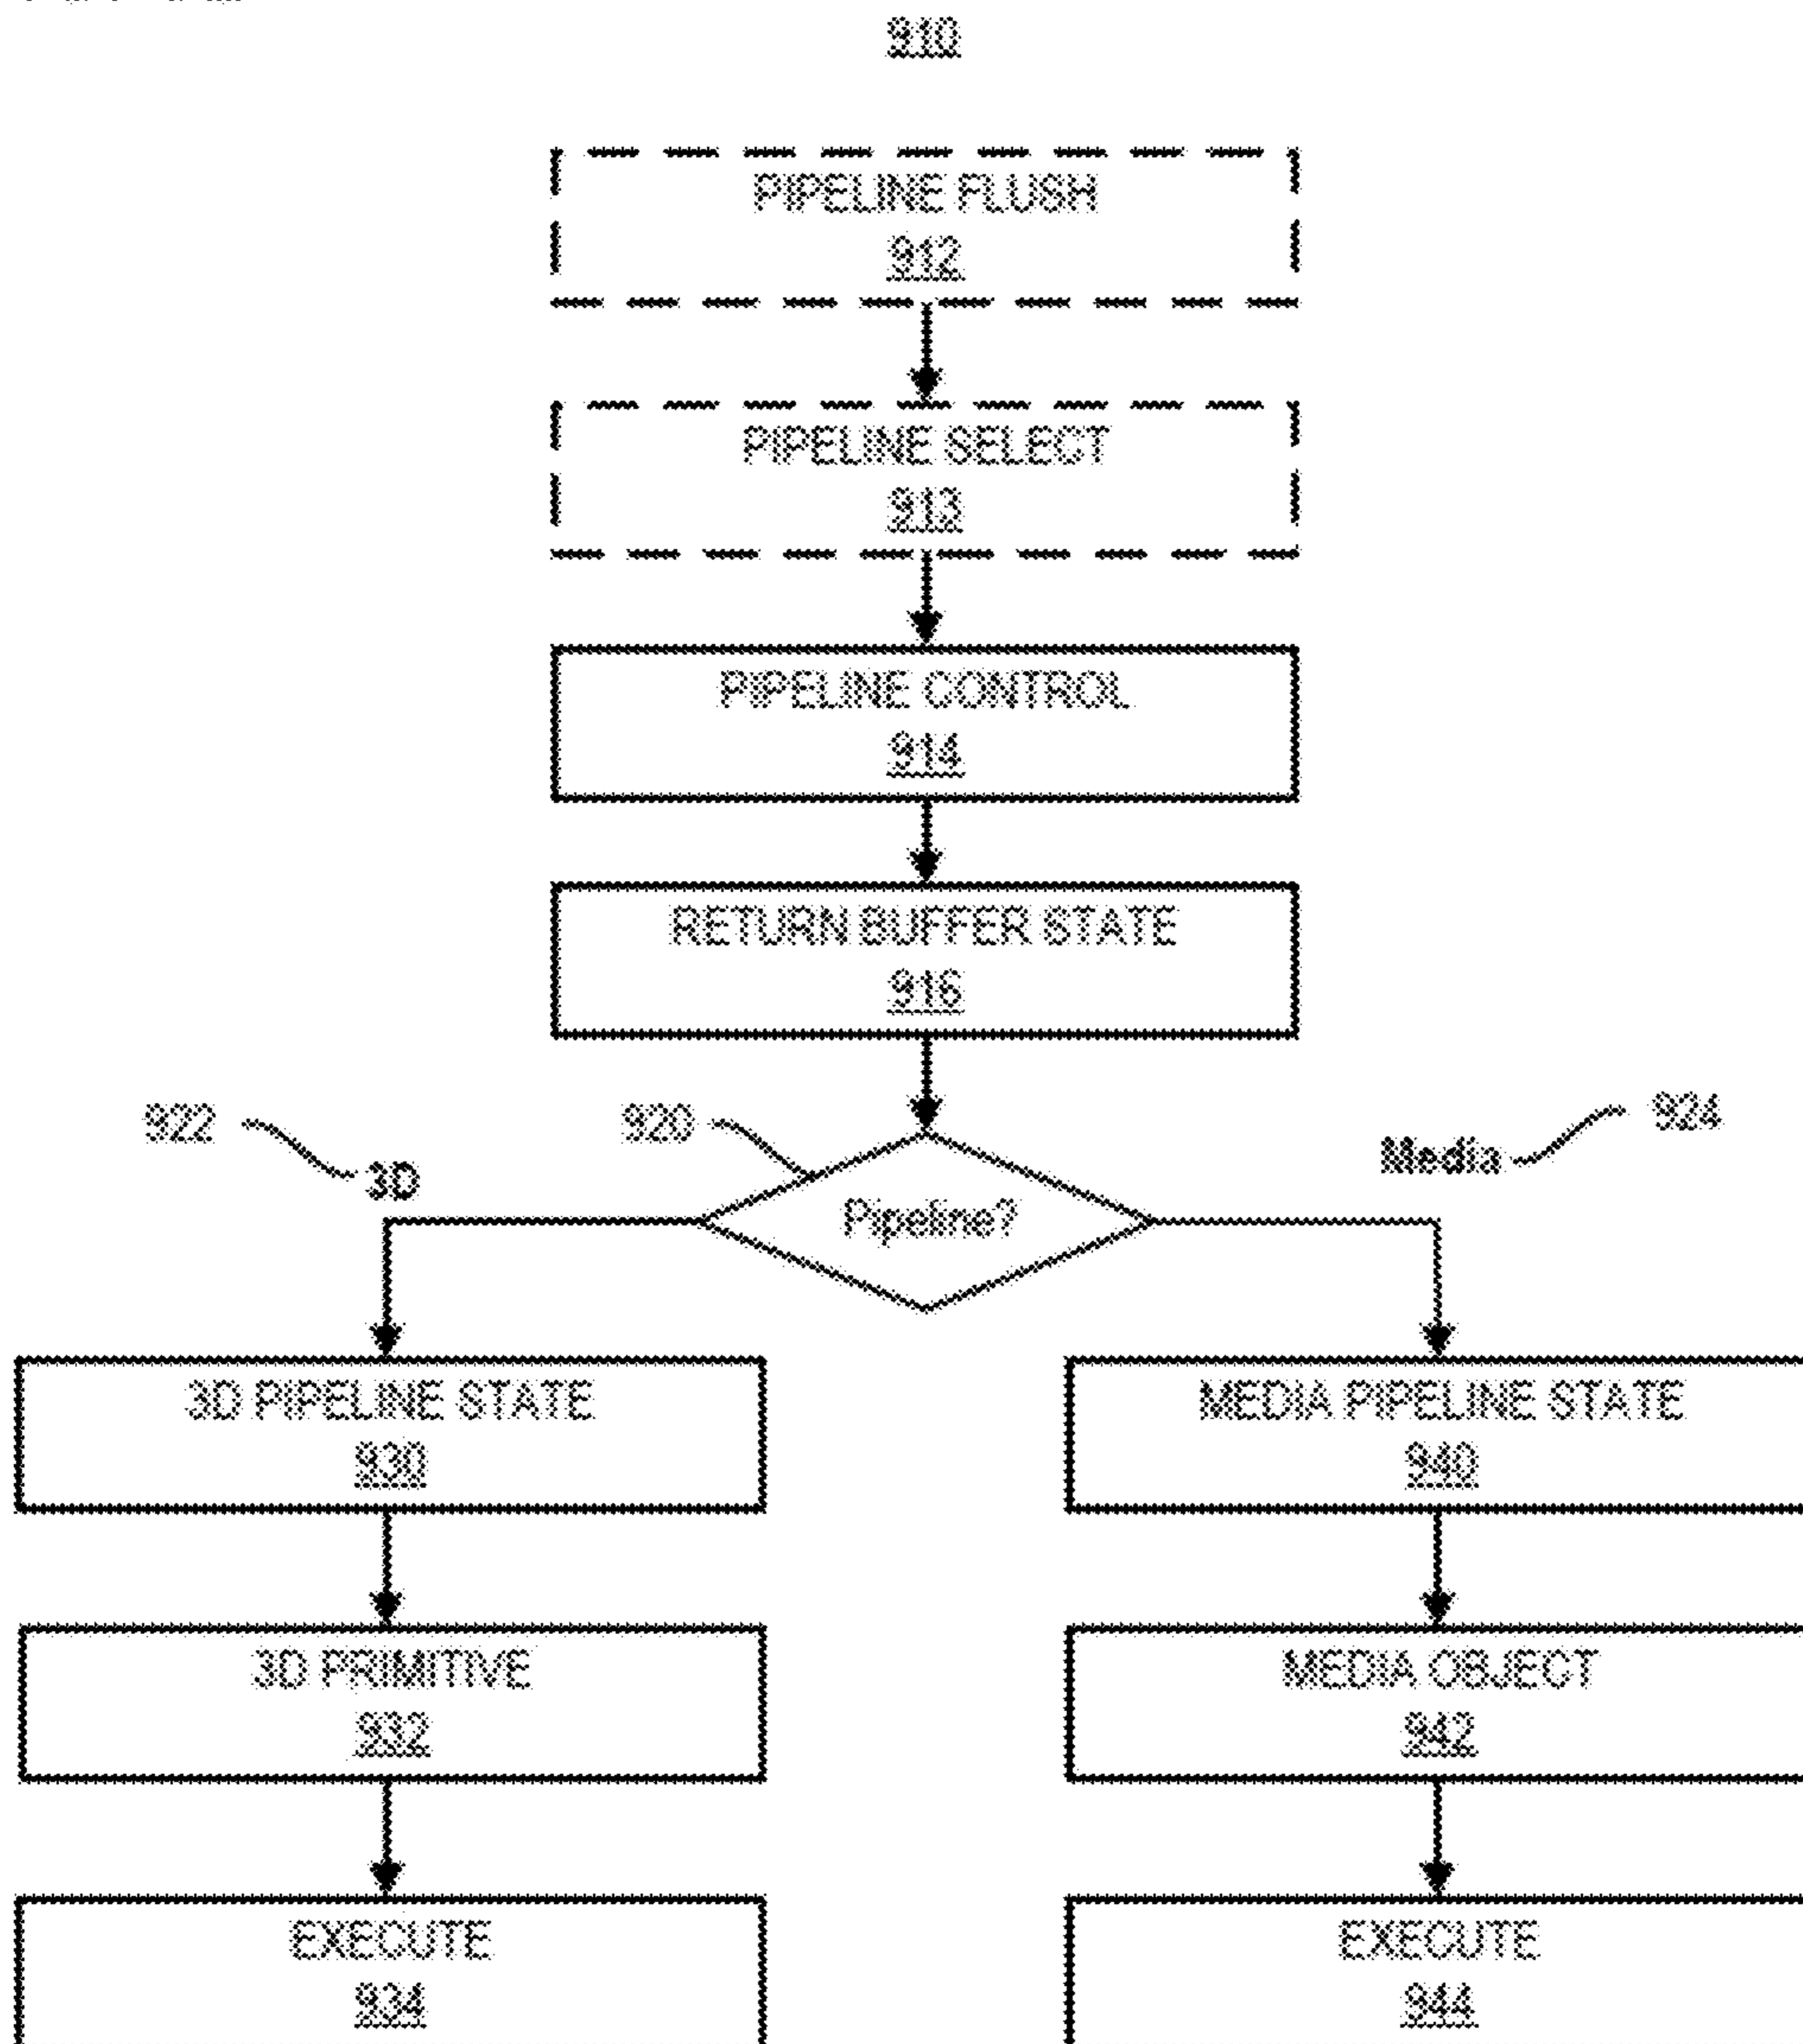 910
PIPELINE FLUSH
912
PIPELINE SELECT
913
PIPELINE CONTROL
914
RETURN BUFFER STATE
916
922
920
924
3D
Media
Pipeline?
3D PIPELINE STATE
930
MEDIA PIPELINE STATE
940
3D PRIMITIVE
932
MEDIA OBJECT
942
EXECUTE
934
EXECUTE
944